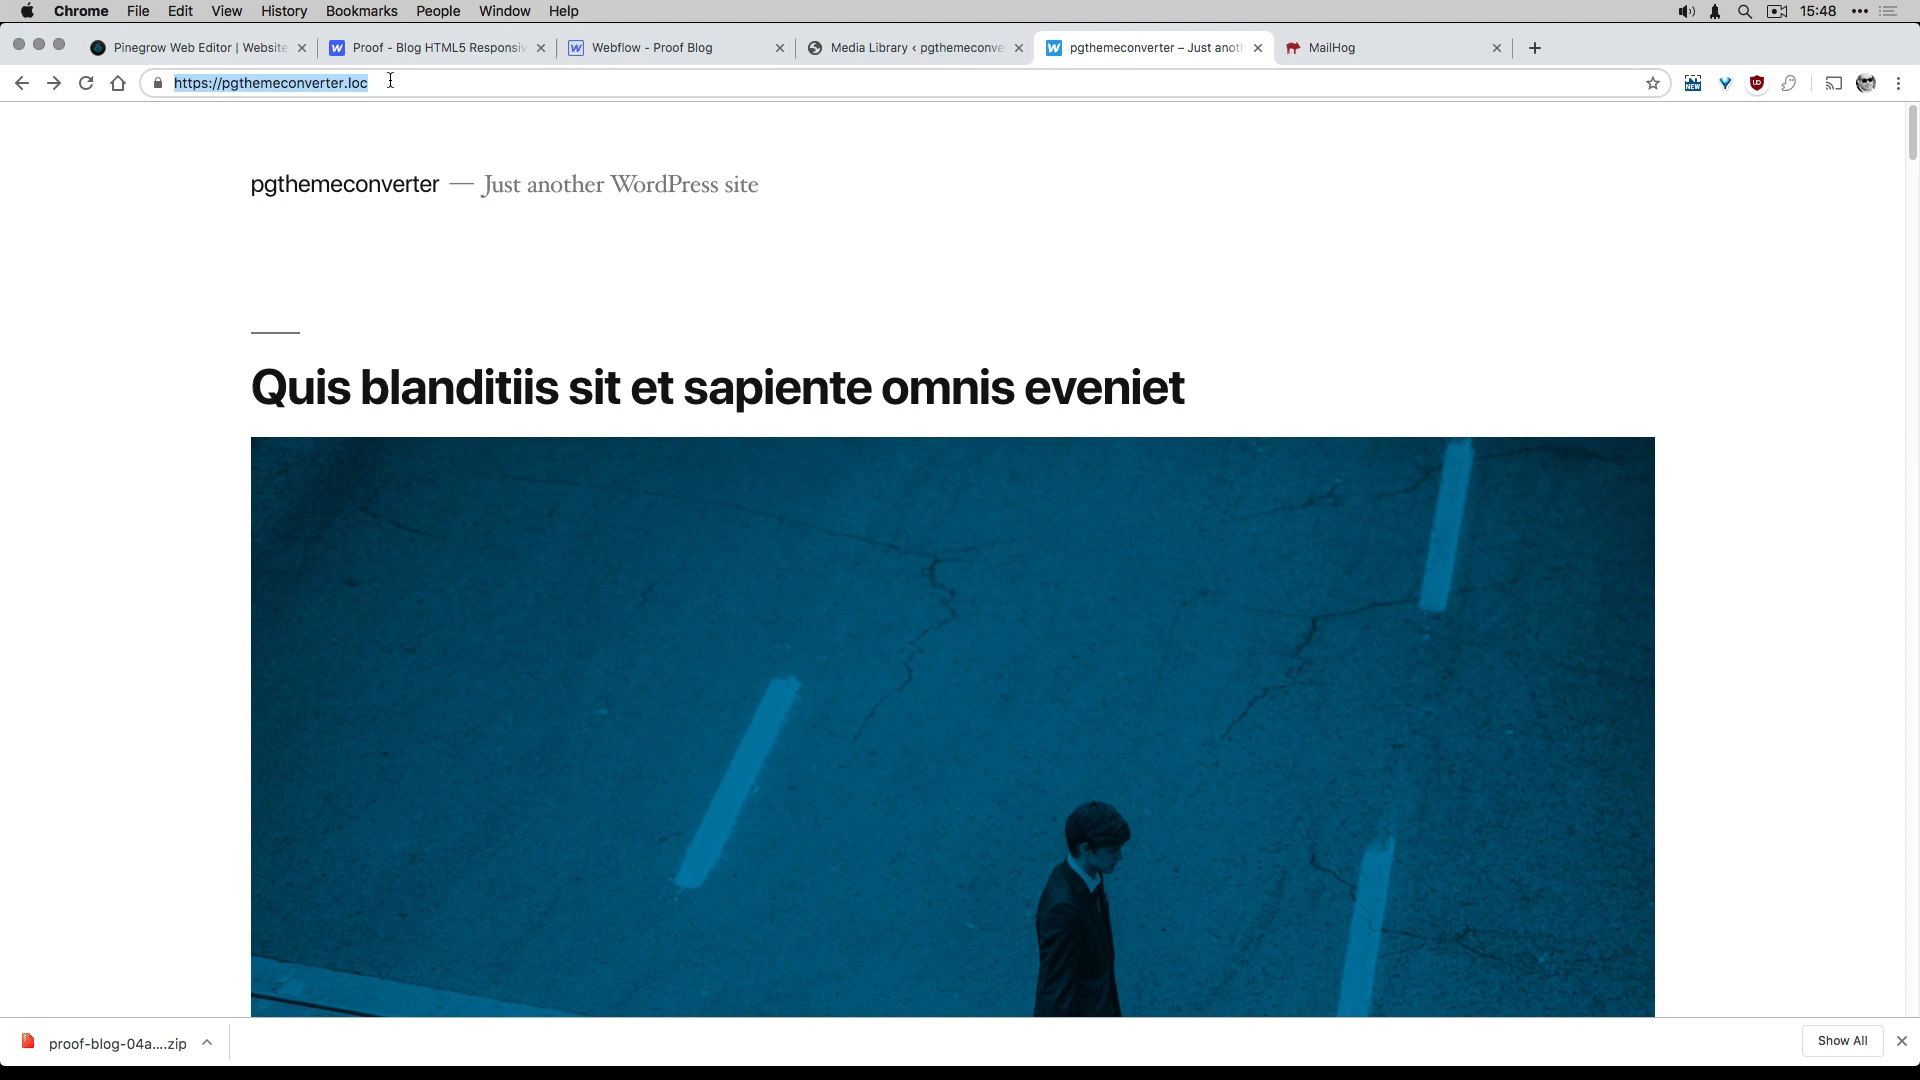 Chrome File Edit View History Bookmarks People Window Help 15:48
Pinegrow Web Editor | Website
Proof - Blog HTML5 Responsiv
Webflow - Proof Blog
Media Library ‹ pgthemeconve
pgthemeconverter – Just anot
MailHog
https://pgthemeconverter.loc
NEW
pgthemeconverter — Just another WordPress site
Quis blanditiis sit et sapiente omnis eveniet
proof-blog-04a....zip
Show All